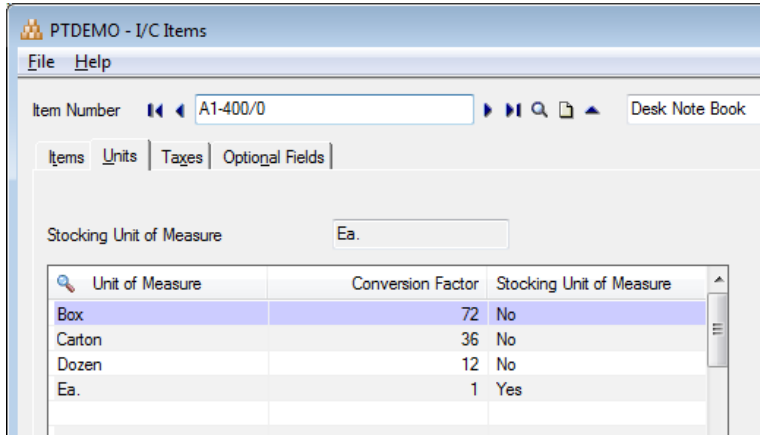 PTDEMO - I/C Items
File Help
Item Number A1-400/0 Desk Note Book
Items Units Taxes Optional Fields
Stocking Unit of Measure Ea.
Unit of Measure Conversion Factor Stocking Unit of Measure
Box 72 No
Carton 36 No
Dozen 12 No
Ea. 1 Yes